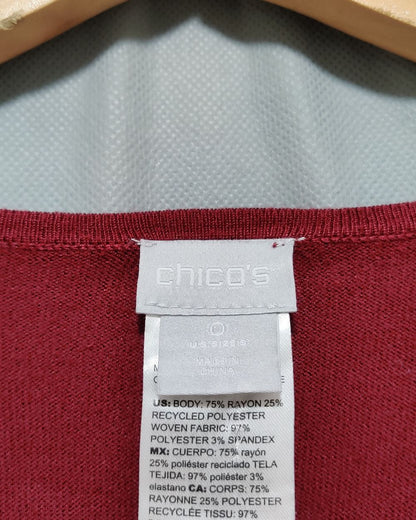 chico's
0
US SIZE S
MADE IN
CHINA
US: BODY: 75% RAYON 25%
RECYCLED POLYESTER
WOVEN FABRIC: 97%
POLYESTER 3% SPANDEX
MX: CUERPO: 75% rayón
25% poliéster reciclado TELA
TEJIDA: 97% poliéster 3%
elastano CA: CORPS: 75%
RAYONNE 25% POLYESTER
RECYCLÉE TISSU: 97%